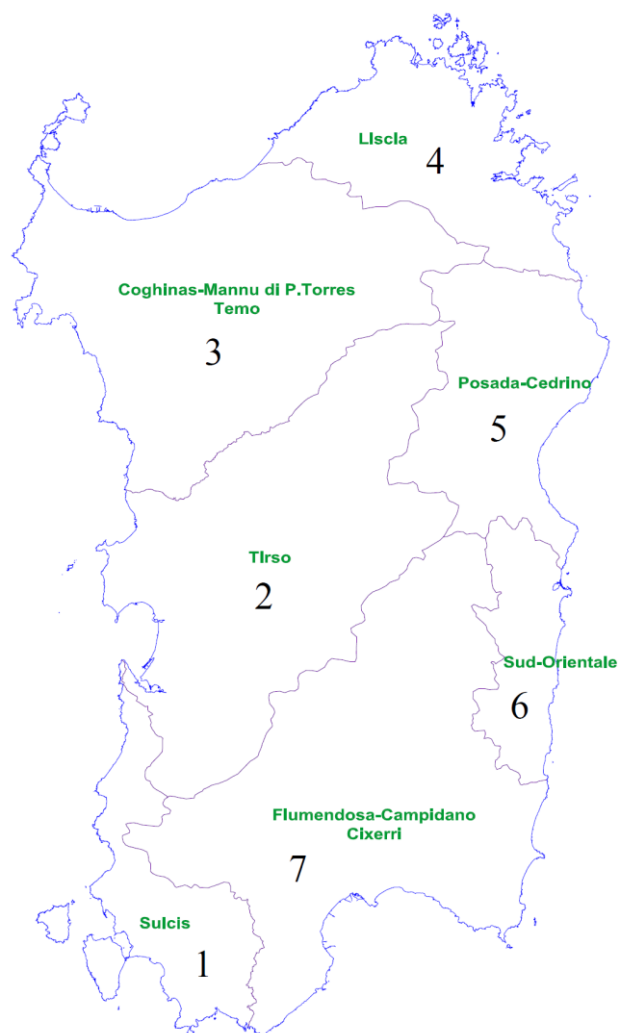 LIscIa
4
Coghinas-Mannu di P.Torres
Temo
3
Posada-Cedrino
5
TIrso
2
Sud-Orientale
6
Flumendosa-Campidano
Cixerri
7
Sulcis
1